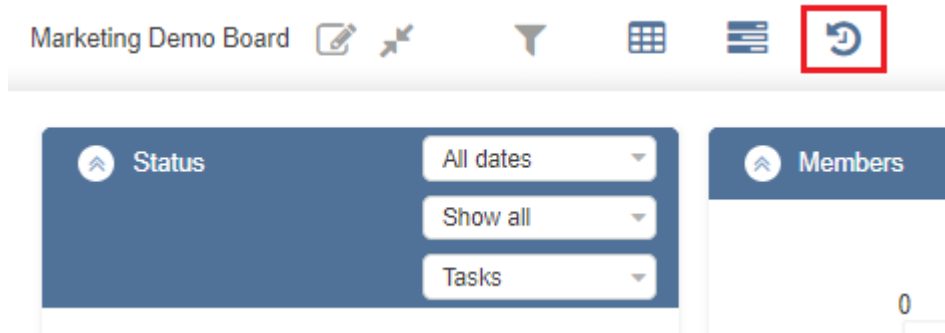 Marketing Demo Board
Status
All dates
Show all
Tasks
Members
0